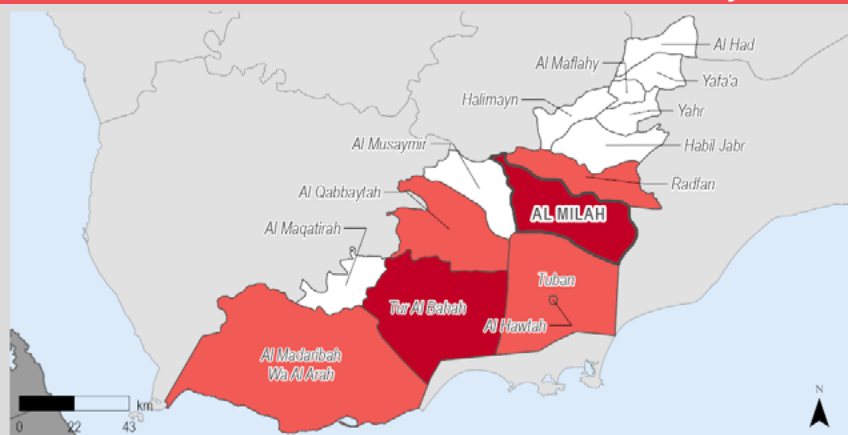 Al Had
Al Maflahy
Yafa'a
Halimayn
Yahr
Al Musaymir
Habil Jabr
Al Qabbaytah
Radfan
AL MILAH
Al Maqatirah
Tuban
Tur Al Bahah
Al Hawtah
Al Madaribah
Wa Al Arah
km
0 22 43
N